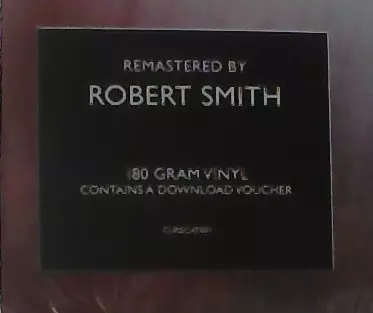 REMASTERED BY
ROBERT SMITH
180 GRAM VINYL
CONTAINS A DOWNLOAD VOUCHER